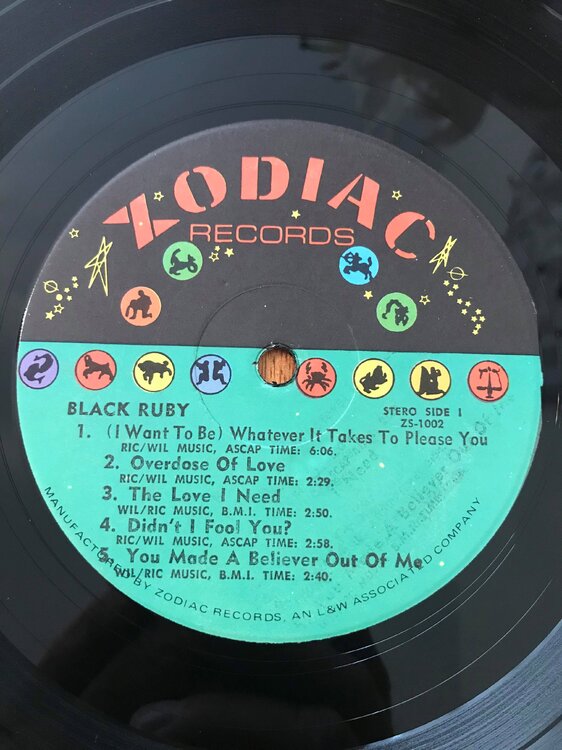 ZODIAC
RECORDS
BLACK RUBY
STERO SIDE 1
ZS-1002
1. (I Want To Be) Whatever It Takes To Please You
RIC/WIL MUSIC, ASCAP TIME: 6:06.
2. Overdose Of Love
RIC/WIL MUSIC, ASCAP TIME: 2:29.
3. The Love I Need
WIL/RIC MUSIC, B.M.I. TIME: 2:50.
4. Didn't I Fool You?
RIC/WIL MUSIC, ASCAP TIME: 2:58.
5. You Made A Believer Out Of Me
WIL/RIC MUSIC, B.M.I. TIME: 2:40.
MANUFACTURED BY ZODIAC RECORDS, AN L&W ASSOCIATED COMPANY